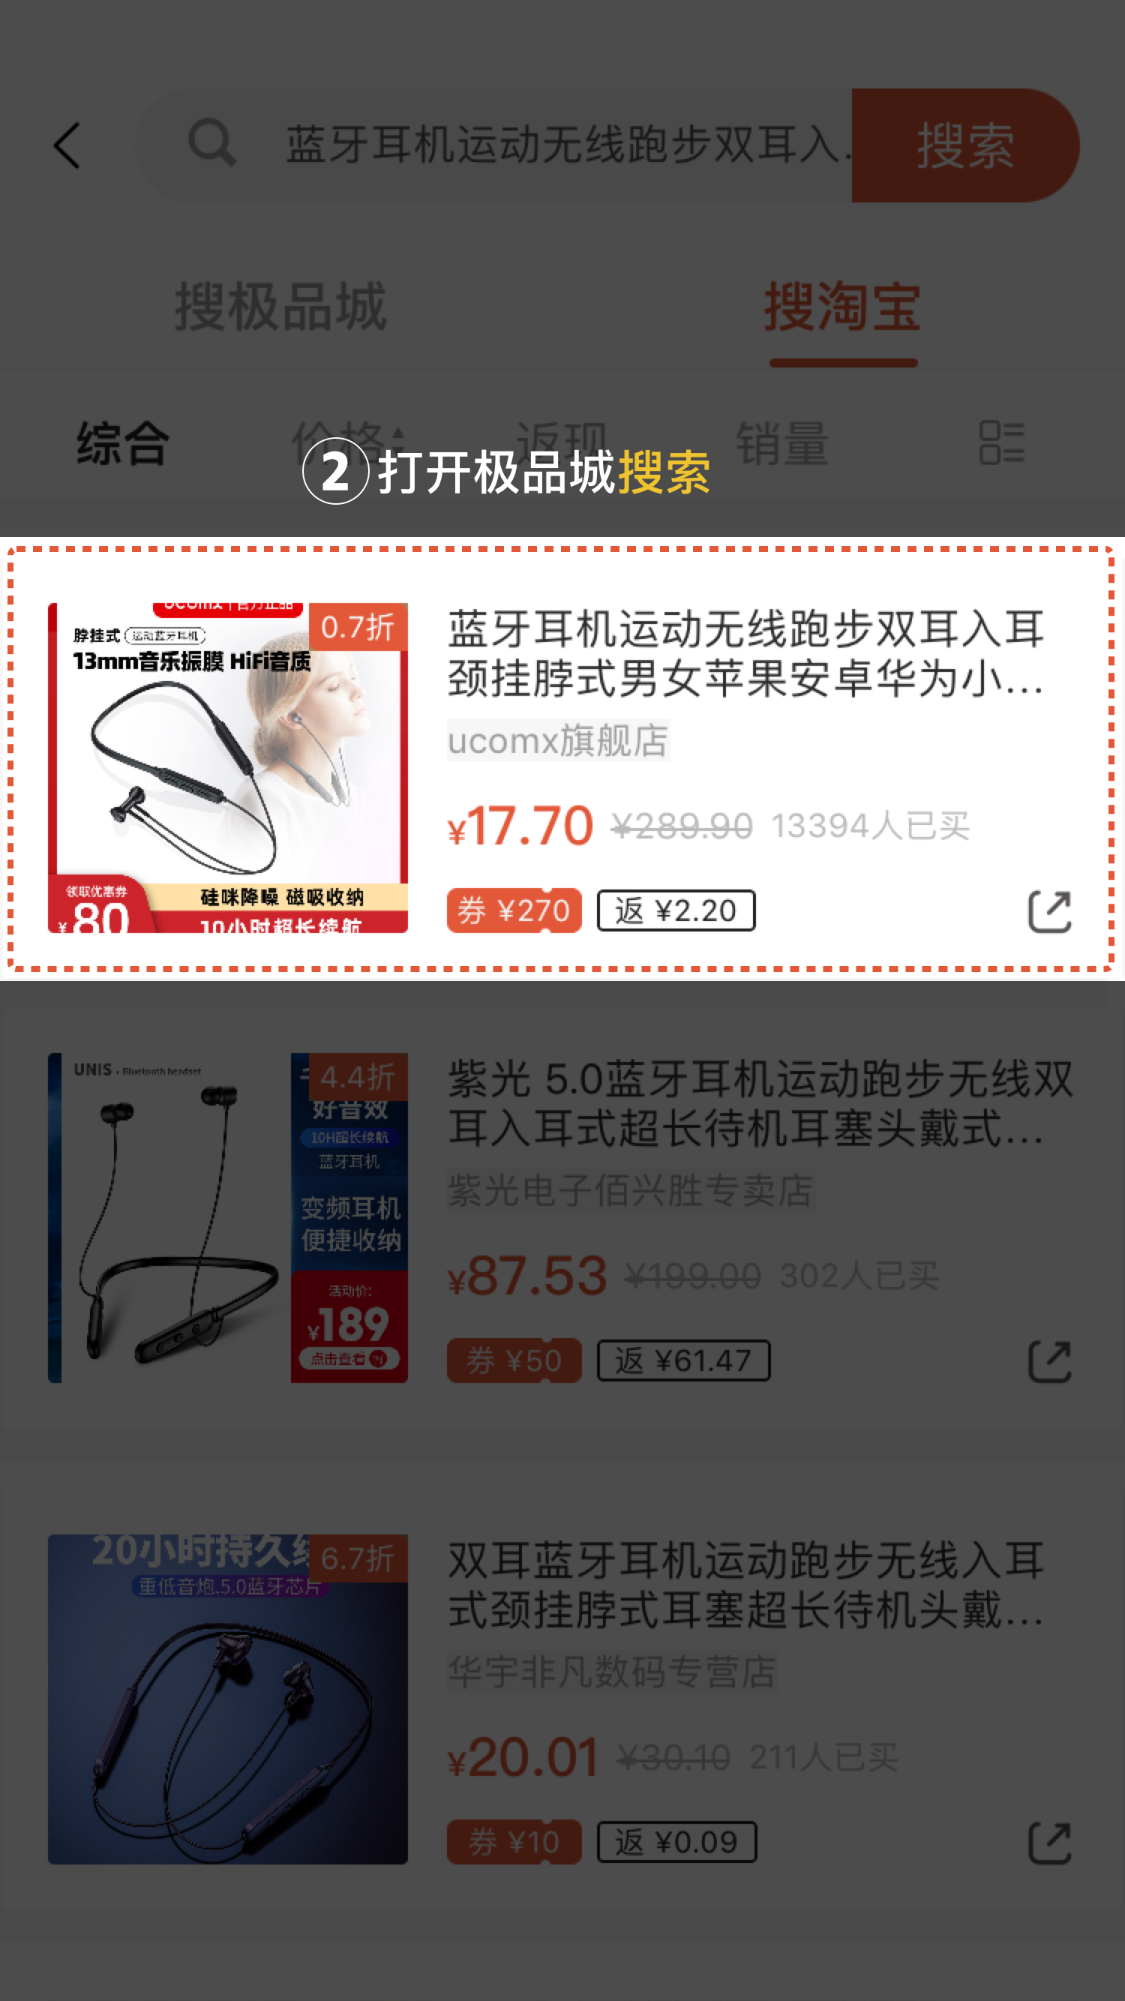 蓝牙耳机运动无线跑步双耳入.
搜索
搜极品城
搜淘宝
综合
价格
返现
销量
②打开极品城搜索
ucomx 官方正品
0.7折
脖挂式 运动蓝牙耳机
13mm音乐振膜 HiFi音质
领取优惠券
¥80
硅咪降噪 磁吸收纳
10小时超长续航
蓝牙耳机运动无线跑步双耳入耳
颈挂脖式男女苹果安卓华为小...
ucomx旗舰店
¥17.70 ¥289.90 13394人已买
券 ¥270 返 ¥2.20
UNIS · Bluetooth headset
4.4折
好音效
10H超长续航
蓝牙耳机
变频耳机
便捷收纳
活动价:
¥189
点击查看
紫光 5.0蓝牙耳机运动跑步无线双
耳入耳式超长待机耳塞头戴式...
紫光电子佰兴胜专卖店
¥87.53 ¥199.00 302人已买
券 ¥50 返 ¥61.47
20小时持久续
6.7折
重低音炮.5.0蓝牙芯片
双耳蓝牙耳机运动跑步无线入耳
式颈挂脖式耳塞超长待机头戴...
华宇非凡数码专营店
¥20.01 ¥30.10 211人已买
券 ¥10 返 ¥0.09